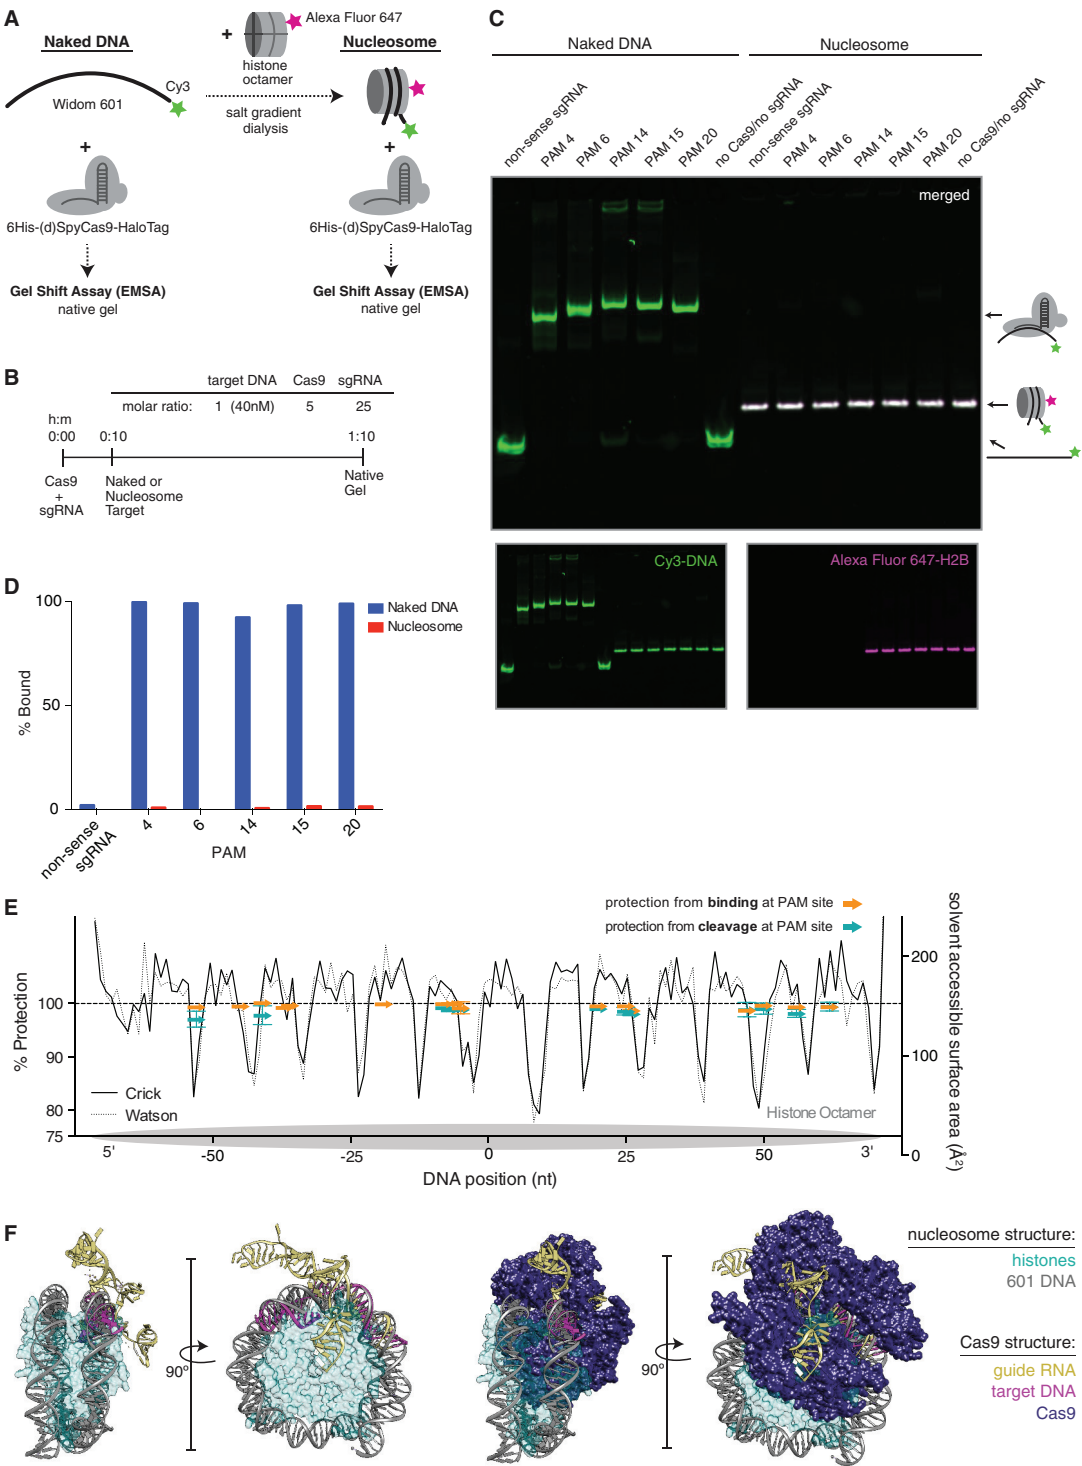 A
Naked DNA
Widom 601
Cy3
+
Alexa Fluor 647
histone
octamer
salt gradient
dialysis
Nucleosome
+
+
6His-(d)SpyCas9-HaloTag
6His-(d)SpyCas9-HaloTag
Gel Shift Assay (EMSA)
native gel
Gel Shift Assay (EMSA)
native gel
B
target DNA Cas9 sgRNA
molar ratio: 1 (40nM) 5 25
h:m
0:00 0:10 1:10
Cas9
+
sgRNA
Naked or
Nucleosome
Target
Native
Gel
C
Naked DNA
Nucleosome
non-sense sgRNA
PAM 4
PAM 6
PAM 14
PAM 15
PAM 20
no Cas9/no sgRNA
non-sense sgRNA
PAM 4
PAM 6
PAM 14
PAM 15
PAM 20
no Cas9/no sgRNA
merged
Cy3-DNA
Alexa Fluor 647-H2B
D
% Bound
100
50
0
Naked DNA
Nucleosome
non-sense
sgRNA
4
6
14
15
20
PAM
E
protection from binding at PAM site
protection from cleavage at PAM site
% Protection
100
90
80
75
Crick
Watson
Histone Octamer
5' -50 -25 0 25 50 3'
DNA position (nt)
200
100
0
solvent accessible surface area (Å²)
F
90º
90º
nucleosome structure:
histones
601 DNA
Cas9 structure:
guide RNA
target DNA
Cas9